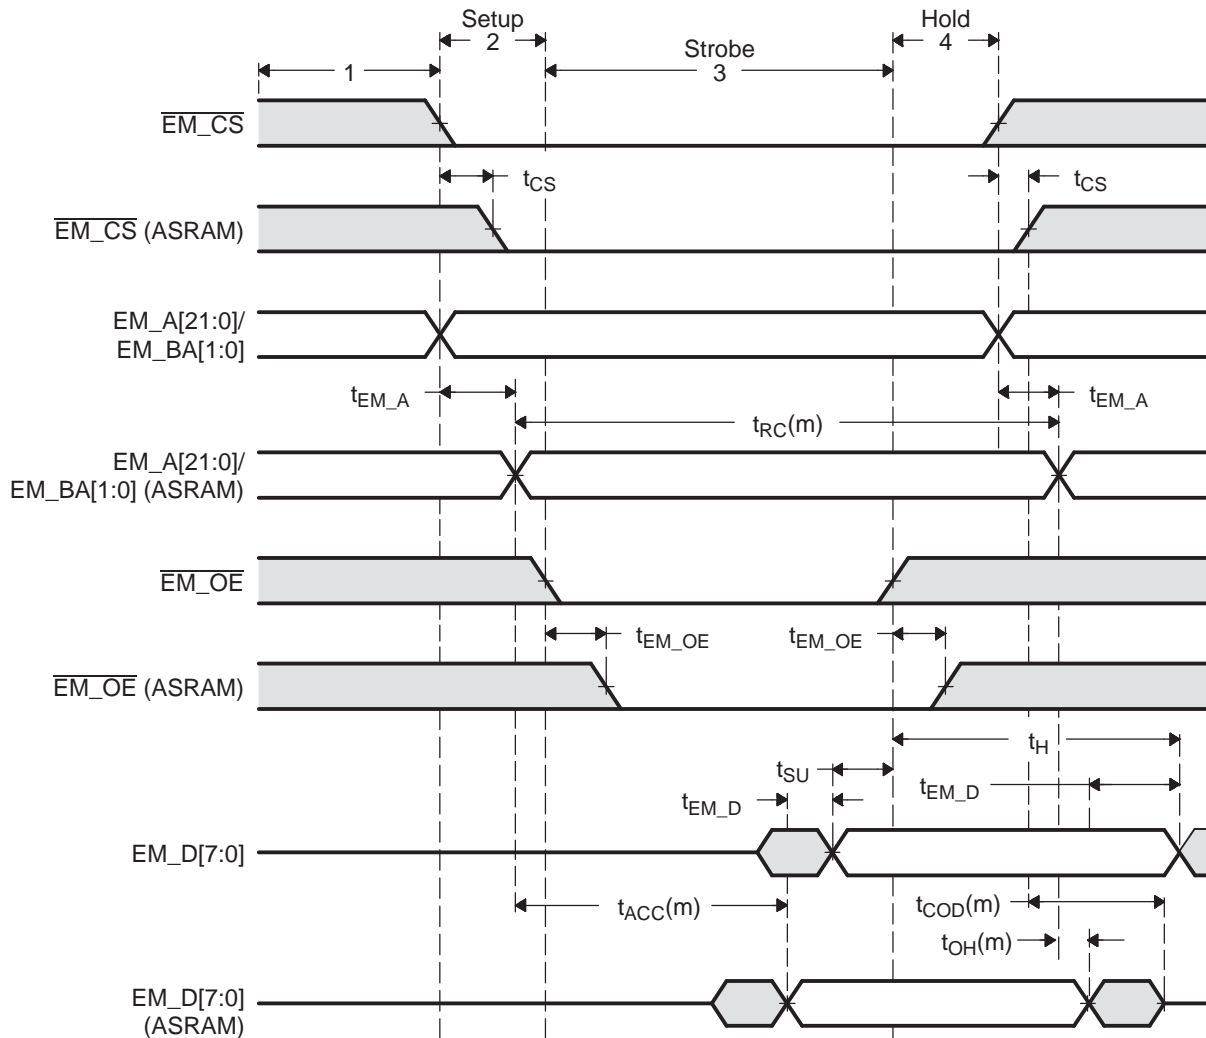 Setup
2
Hold
4
1
Strobe
3
EM_CS
tCS
tCS
EM_CS (ASRAM)
EM_A[21:0]/
EM_BA[1:0]
tEM_A
tEM_A
tRC(m)
EM_A[21:0]/
EM_BA[1:0] (ASRAM)
EM_OE
tEM_OE
tEM_OE
EM_OE (ASRAM)
tH
tSU
tEM_D
tEM_D
EM_D[7:0]
tACC(m)
tCOD(m)
tOH(m)
EM_D[7:0]
(ASRAM)